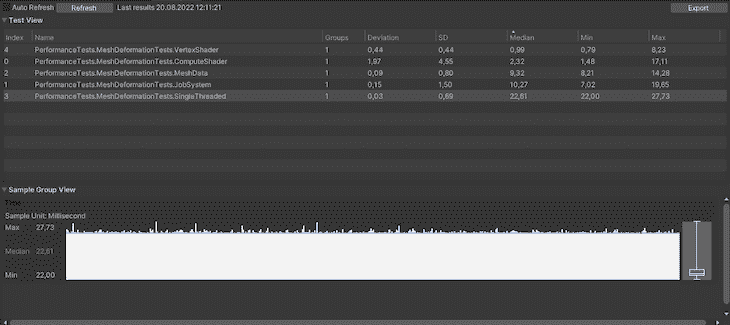 Auto Refresh Refresh Last results 20.08.2022 12:11:21 Export
Test View
Index Name Groups Deviation SD Median Min Max
4 PerformanceTests.MeshDeformationTests.VertexShader 1 0,44 0,44 0,99 0,79 8,23
0 PerformanceTests.MeshDeformationTests.ComputeShader 1 1,97 4,55 2,32 1,48 17,11
2 PerformanceTests.MeshDeformationTests.MeshData 1 0,09 0,80 9,32 8,21 14,28
1 PerformanceTests.MeshDeformationTests.JobSystem 1 0,15 1,50 10,27 7,02 19,65
3 PerformanceTests.MeshDeformationTests.SingleThreaded 1 0,03 0,69 22,61 22,00 27,73
Sample Group View
Time
Sample Unit: Millisecond
Max 27,73
Median 22,61
Min 22,00